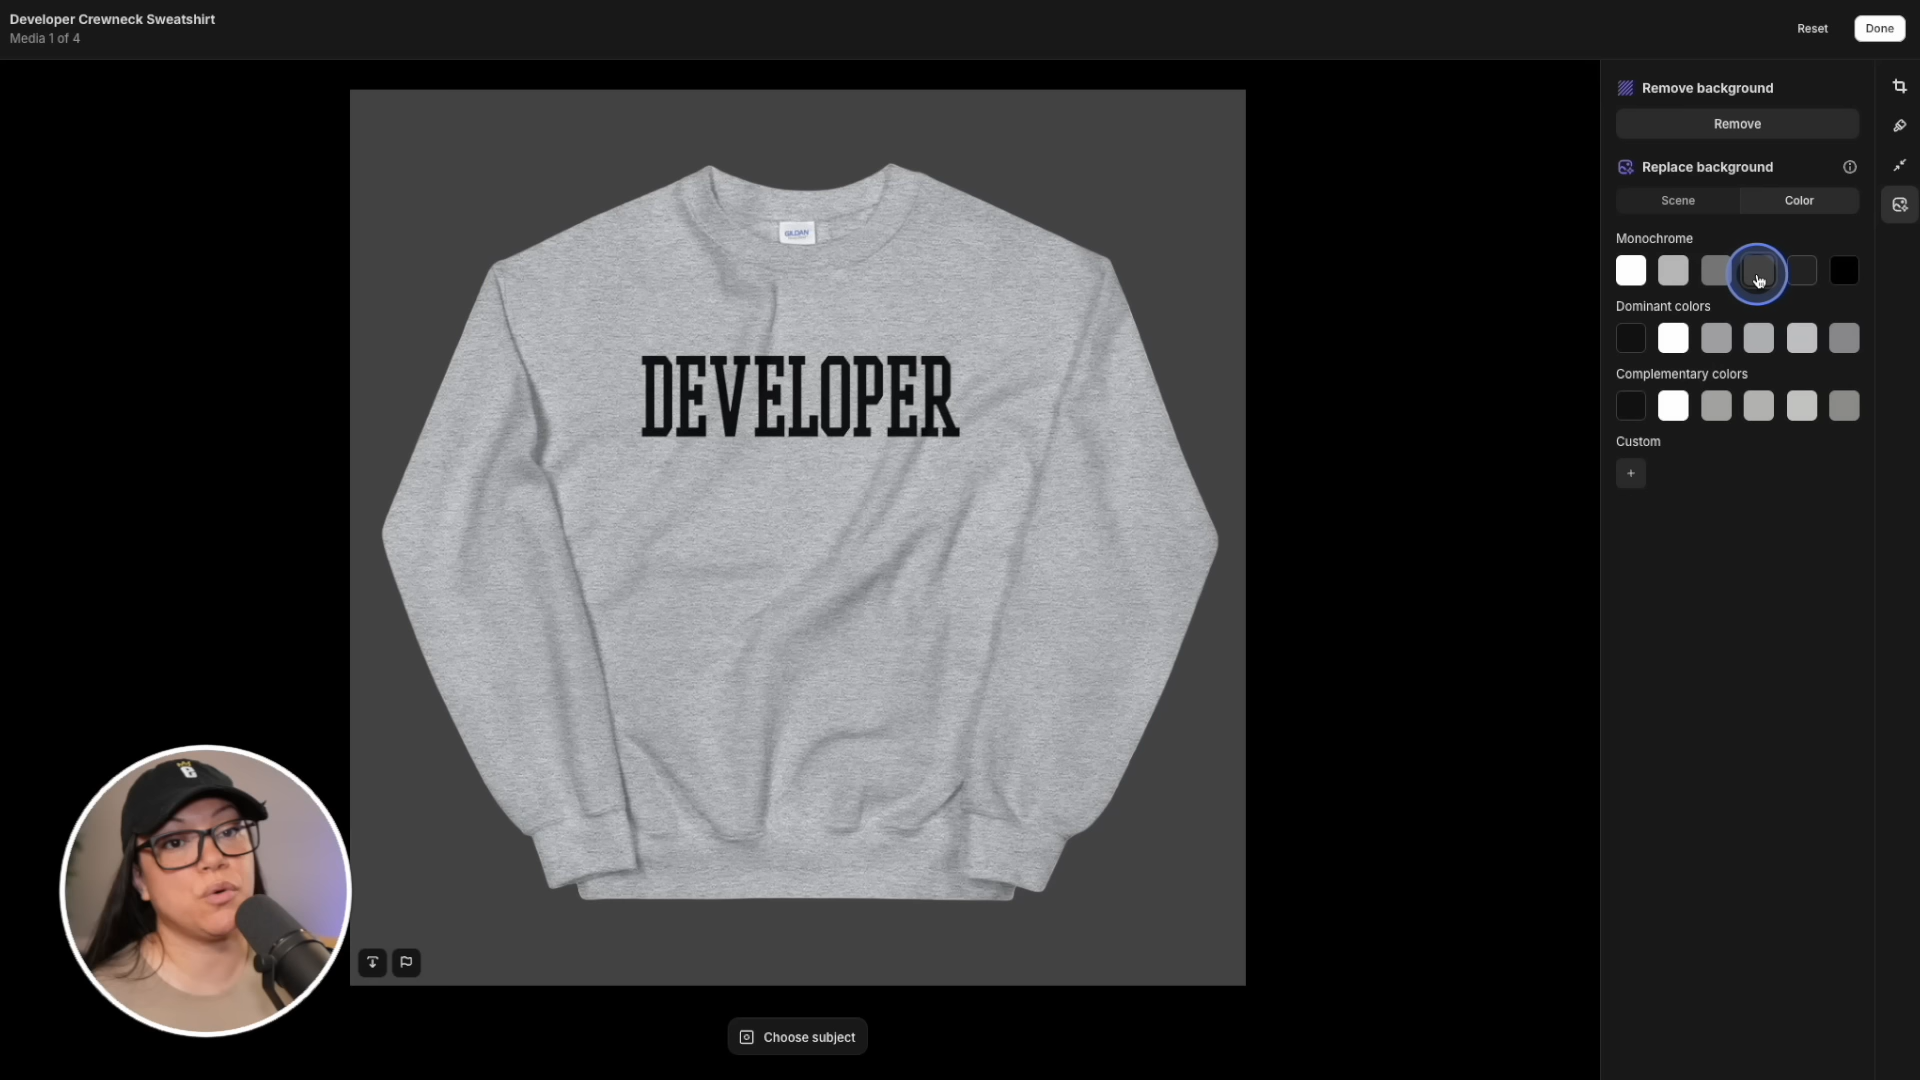 Developer Crewneck Sweatshirt
Media 1 of 4
Reset
Done
Remove background
Remove
Replace background
Scene
Color
Monochrome
Dominant colors
Complementary colors
Custom
+
GILDAN
DEVELOPER
Choose subject